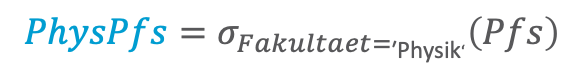 PhysPfs = σFakultaet=′Physik‘(Pfs)